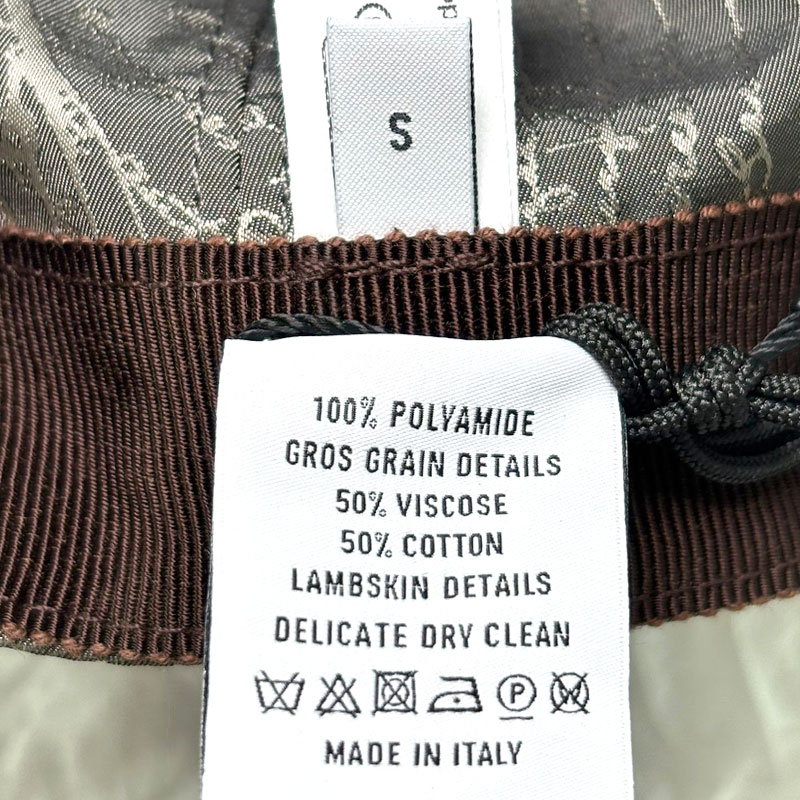 S
100% POLYAMIDE
GROS GRAIN DETAILS
50% VISCOSE
50% COTTON
LAMBSKIN DETAILS
DELICATE DRY CLEAN
P W
MADE IN ITALY